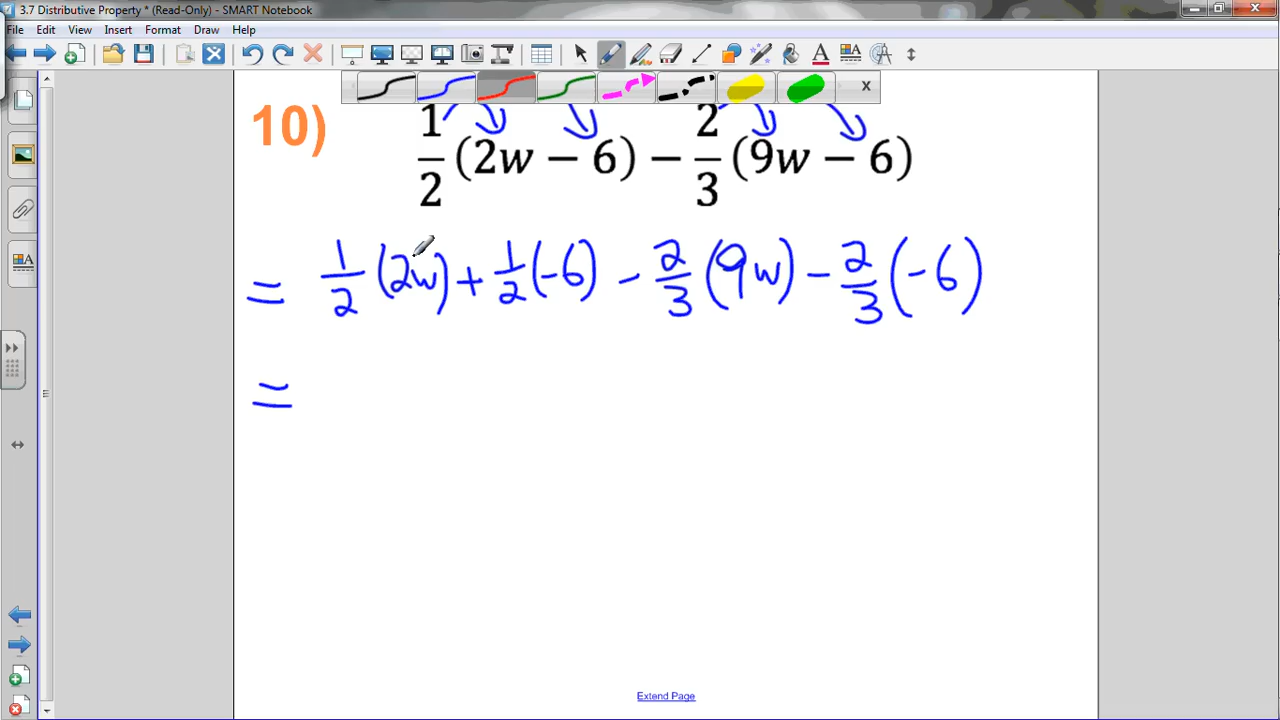 3.7 Distributive Property * (Read-Only) - SMART Notebook
File Edit View Insert Format Draw Help
x
10) 1/2(2w − 6) − 2/3(9w − 6)
= 1/2(2w) + 1/2(-6) - 2/3(9w) - 2/3(-6)
=
Extend Page